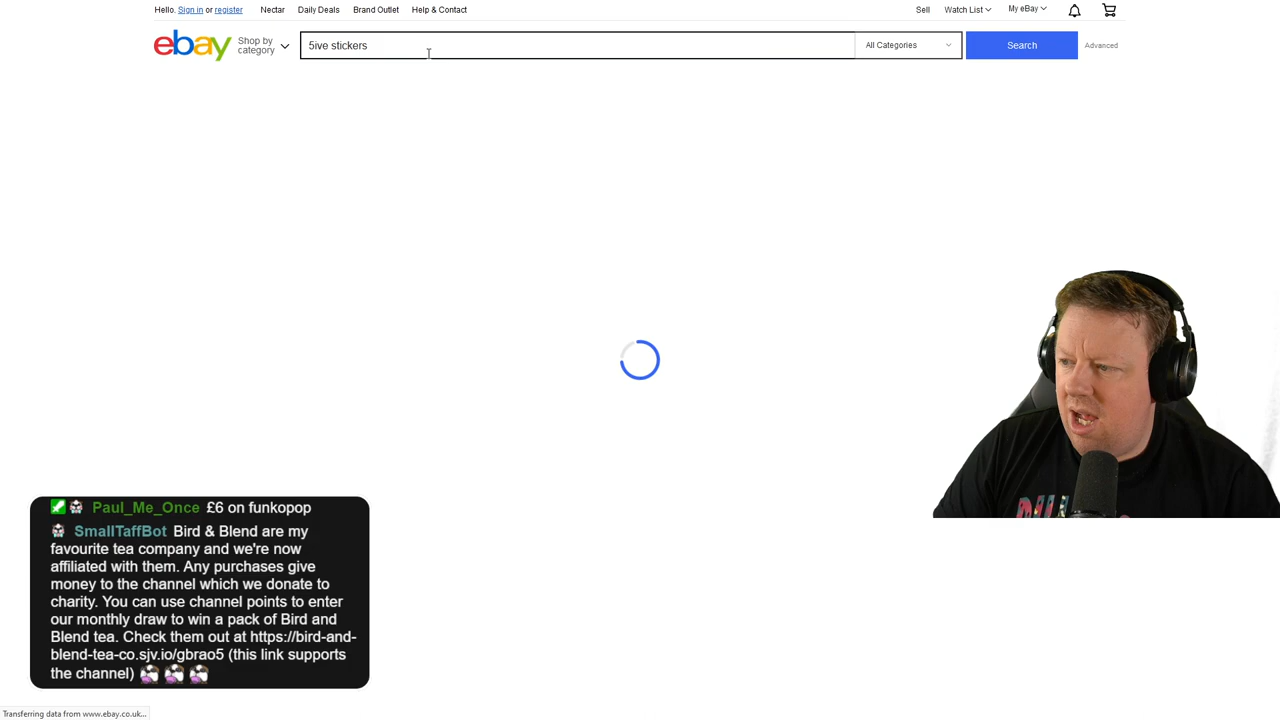 Hello. Sign in or register Nectar Daily Deals Brand Outlet Help & Contact Sell Watch List My eBay
ebay Shop by category 5ive stickers All Categories Search Advanced
Paul_Me_Once £6 on funkopop
SmallTaffBot Bird & Blend are my
favourite tea company and we're now
affiliated with them. Any purchases give
money to the channel which we donate to
charity. You can use channel points to enter
our monthly draw to win a pack of Bird and
Blend tea. Check them out at https://bird-and-
blend-tea-co.sjv.io/gbrao5 (this link supports
the channel)
Transferring data from www.ebay.co.uk...